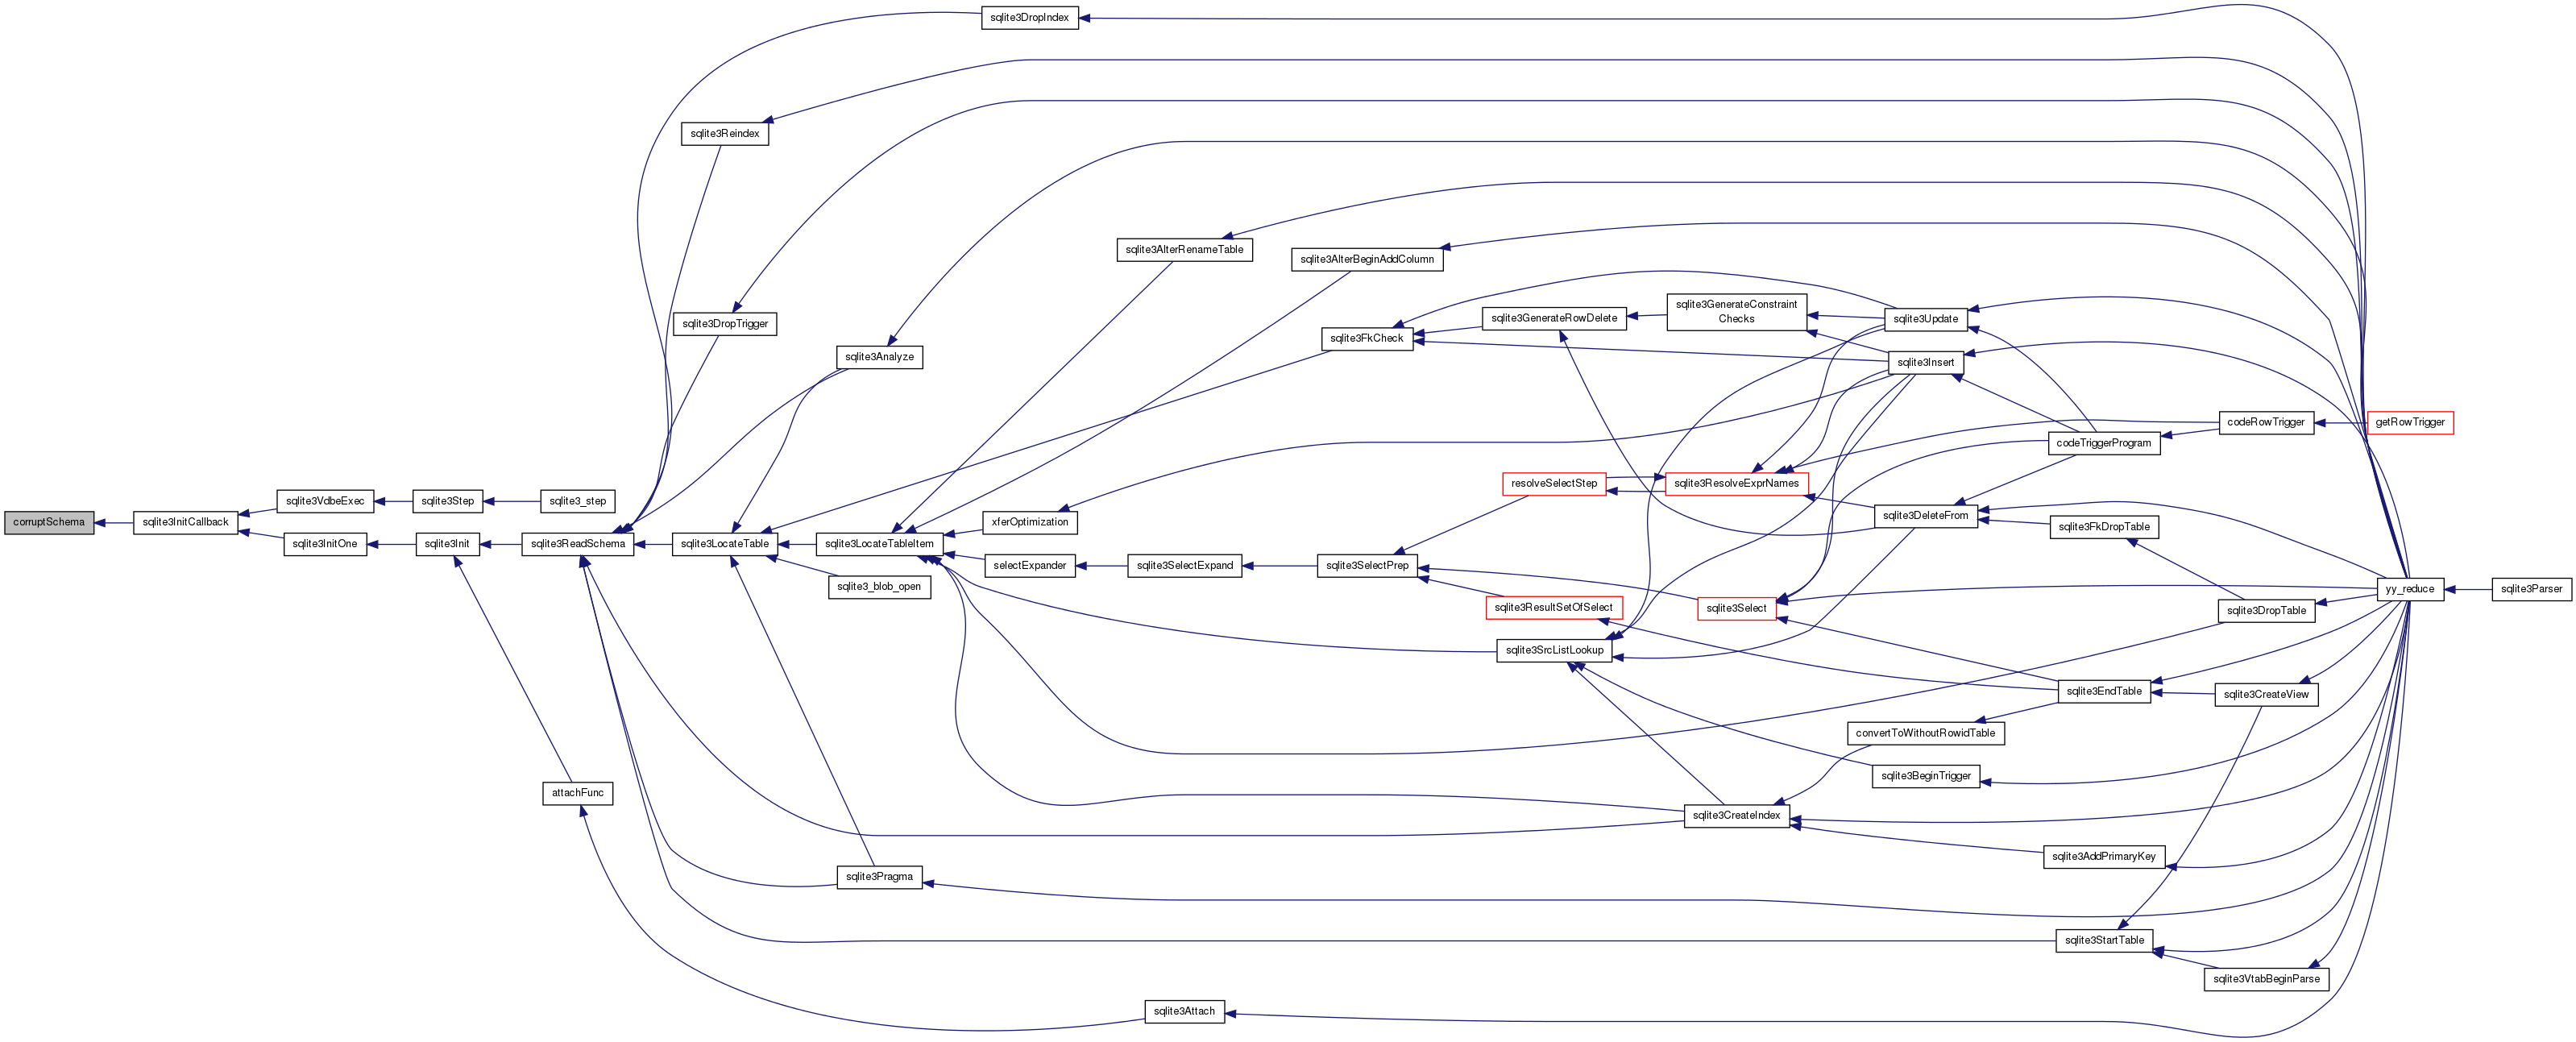 corruptSchema
sqlite3InitCallback
sqlite3VdbeExec
sqlite3InitOne
sqlite3Step
sqlite3Init
sqlite3_step
attachFunc
sqlite3ReadSchema
sqlite3Reindex
sqlite3DropTrigger
sqlite3LocateTable
sqlite3DropIndex
sqlite3Analyze
sqlite3LocateTableItem
sqlite3_blob_open
sqlite3Pragma
sqlite3AlterRenameTable
xferOptimization
selectExpander
sqlite3SelectExpand
sqlite3Attach
sqlite3AlterBeginAddColumn
sqlite3FkCheck
sqlite3SelectPrep
sqlite3GenerateRowDelete
resolveSelectStep
sqlite3ResultSetOfSelect
sqlite3SrcListLookup
sqlite3GenerateConstraint
Checks
sqlite3ResolveExprNames
sqlite3Select
sqlite3CreateIndex
sqlite3Update
sqlite3Insert
sqlite3DeleteFrom
convertToWithoutRowidTable
sqlite3BeginTrigger
codeTriggerProgram
sqlite3FkDropTable
sqlite3EndTable
sqlite3AddPrimaryKey
sqlite3StartTable
codeRowTrigger
sqlite3DropTable
sqlite3CreateView
sqlite3VtabBeginParse
getRowTrigger
yy_reduce
sqlite3Parser